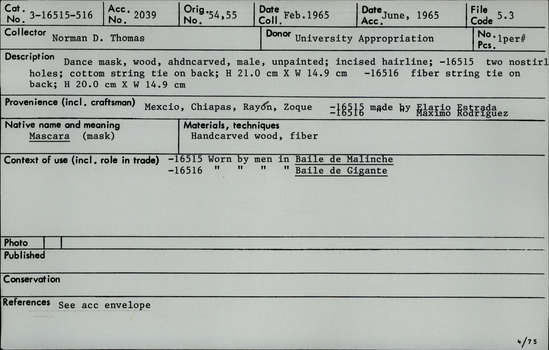 Cat. No. 3-16515-516 Acc. No. 2039 Orig. No. 54,55 Date Coll. Feb.1965 Date Acc. June, 1965 File Code 5.3
Collector Norman D. Thomas Donor University Appropriation No. Pcs. 1per#
Description Dance mask, wood, ahdncarved, male, unpainted; incised hairline; -16515 two nostirl
holes; cottom string tie on back; H 21.0 cm X W 14.9 cm -16516 fiber string tie on
back; H 20.0 cm X W 14.9 cm
Provenience (incl. craftsman) Mexcio, Chiapas, Rayón, Zoque -16515 made by Elario Estrada
-16516 Maximo Rodriguez
Native name and meaning
Mascara (mask)
Materials, techniques
Handcarved wood, fiber
Context of use (incl. role in trade) -16515 Worn by men in Baile de Malinche
-16516 " " " " Baile de Gigante
Photo
Published
Conservation
References See acc envelope
4/75